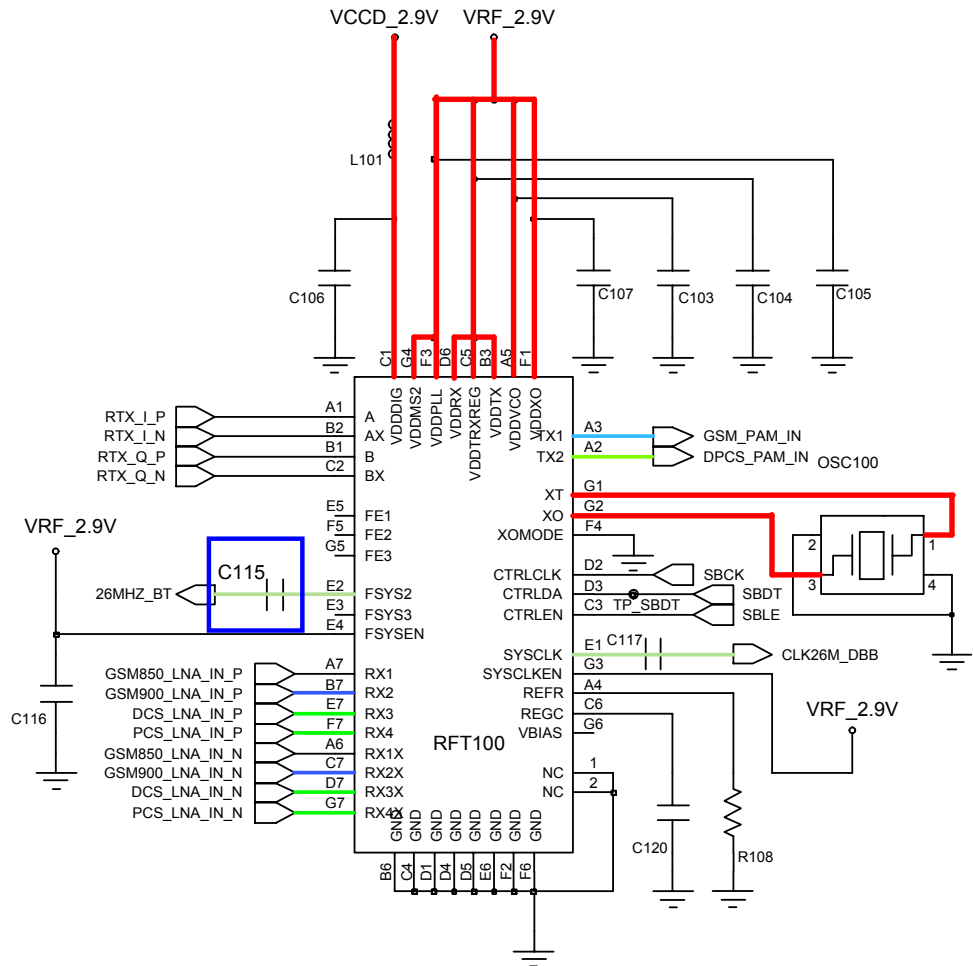 VCCD_2.9V VRF_2.9V
L101
C106 C107 C103 C104 C105
C1 G4 F3 D6 C5 B3 A5 F1
VDDDIG VDDMS2 VDDPLL VDDRX VDDTRXREG VDDTX VDDVCO VDDXO
RTX_I_P A1 A
RTX_I_N B2 AX
RTX_Q_P B1 B
RTX_Q_N C2 BX
E5 FE1
F5 FE2
G5 FE3
VRF_2.9V
C115
26MHZ_BT E2 FSYS2
E3 FSYS3
E4 FSYSEN
C116
GSM850_LNA_IN_P A7 RX1
GSM900_LNA_IN_P B7 RX2
DCS_LNA_IN_P E7 RX3
PCS_LNA_IN_P F7 RX4
GSM850_LNA_IN_N A6 RX1X
GSM900_LNA_IN_N C7 RX2X
DCS_LNA_IN_N D7 RX3X
PCS_LNA_IN_N G7 RX4X
RFT100
TX1 A3 GSM_PAM_IN
TX2 A2 DPCS_PAM_IN
OSC100
XT G1
XO G2
XOMODE F4
2 1
3 4
CTRLCLK D2 SBCK
CTRLDA D3 TP_SBDT SBDT
CTRLEN C3 SBLE
C117
SYSCLK E1 CLK26M_DBB
SYSCLKEN G3
REFR A4
REGC C6
VBIAS G6
VRF_2.9V
NC 1
NC 2
C120
R108
GND GND GND GND GND GND GND GND
B6 C4 D1 D4 D5 E6 F2 F6